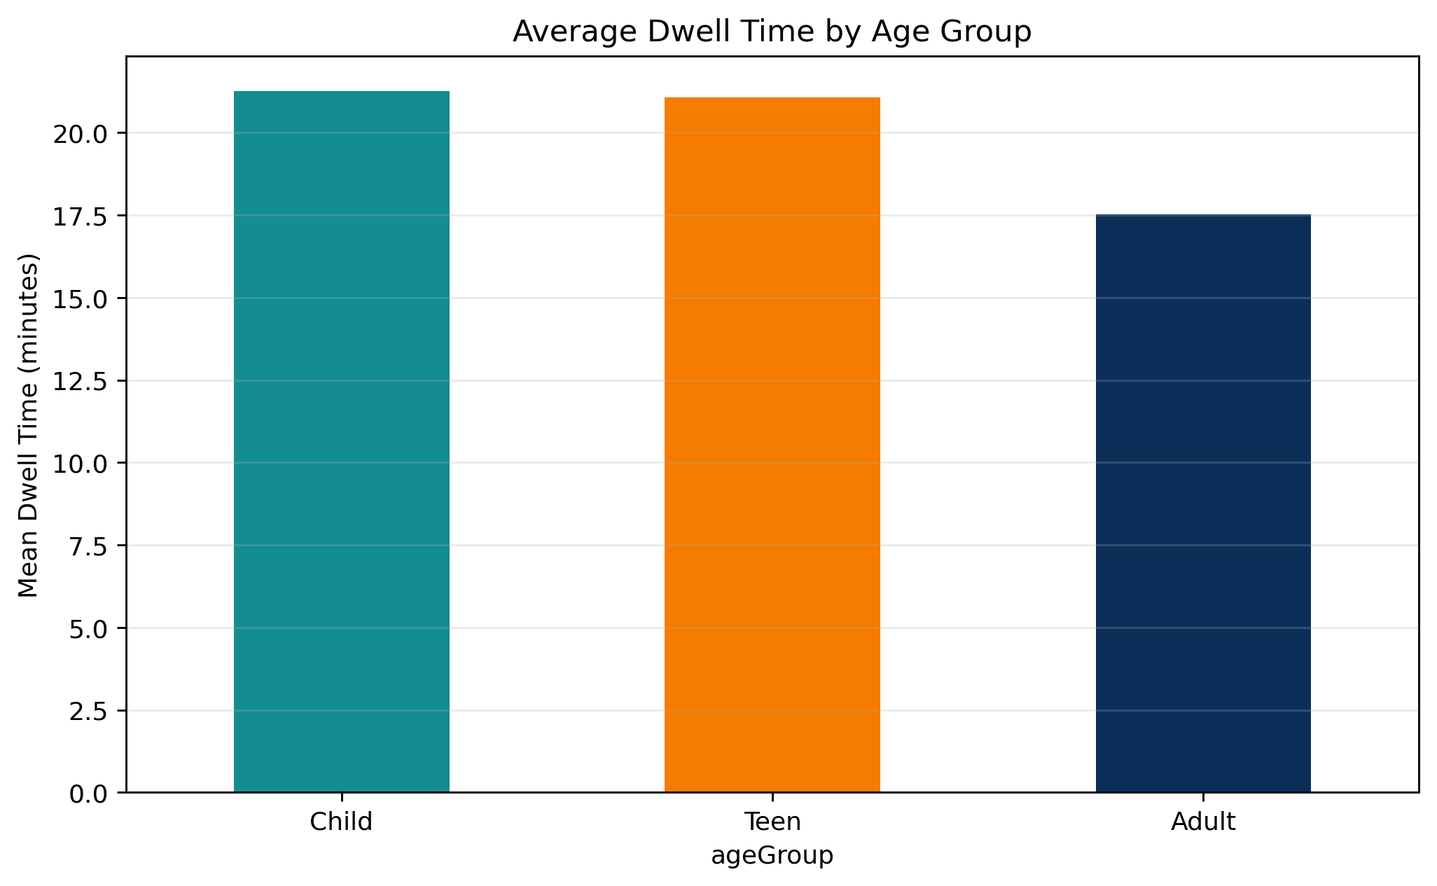 Average Dwell Time by Age Group
Mean Dwell Time (minutes)
20.0
17.5
15.0
12.5
10.0
7.5
5.0
2.5
0.0
Child
Teen
Adult
ageGroup